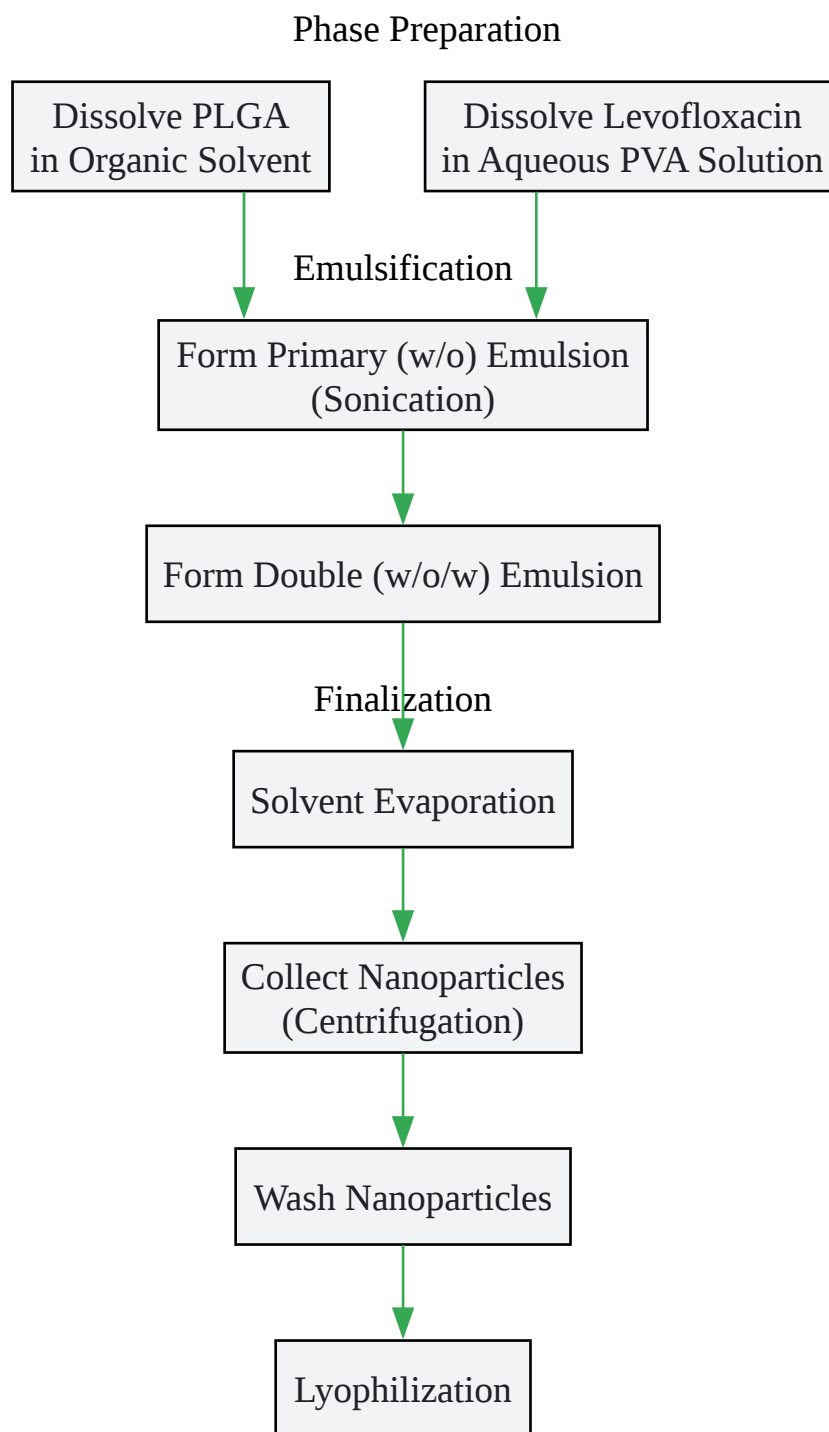 Phase Preparation
Dissolve PLGA
in Organic Solvent
Dissolve Levofloxacin
in Aqueous PVA Solution
Emulsification
Form Primary (w/o) Emulsion
(Sonication)
Form Double (w/o/w) Emulsion
Finalization
Solvent Evaporation
Collect Nanoparticles
(Centrifugation)
Wash Nanoparticles
Lyophilization